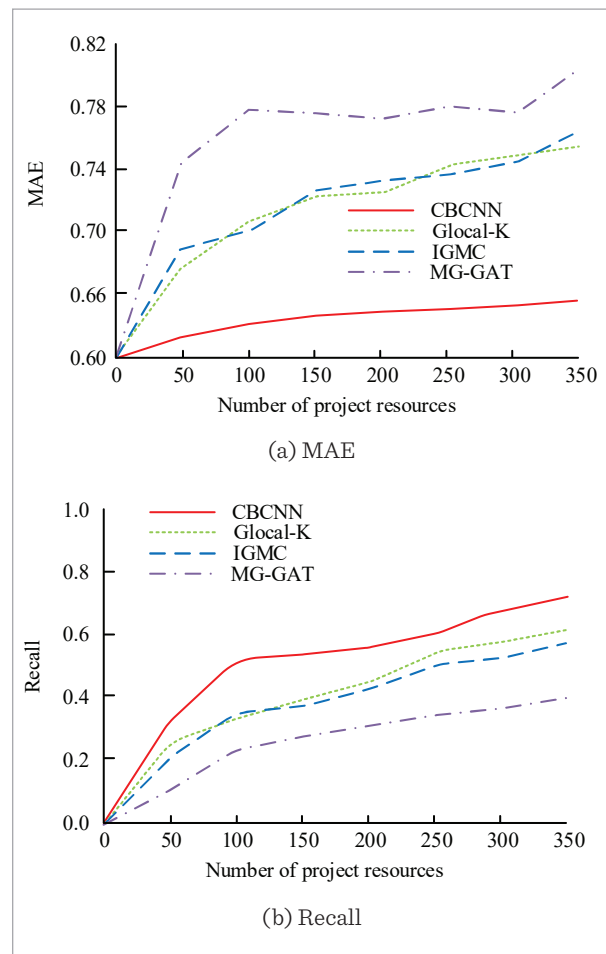 0.82
0.78
0.74
0.70
0.66
0.60
MAE
CBCNN
Glocal-K
IGMC
MG-GAT
0 50 100 150 200 250 300 350
Number of project resources
(a) MAE
1.0
0.8
0.6
0.4
0.2
0.0
Recall
CBCNN
Glocal-K
IGMC
MG-GAT
0 50 100 150 200 250 300 350
Number of project resources
(b) Recall